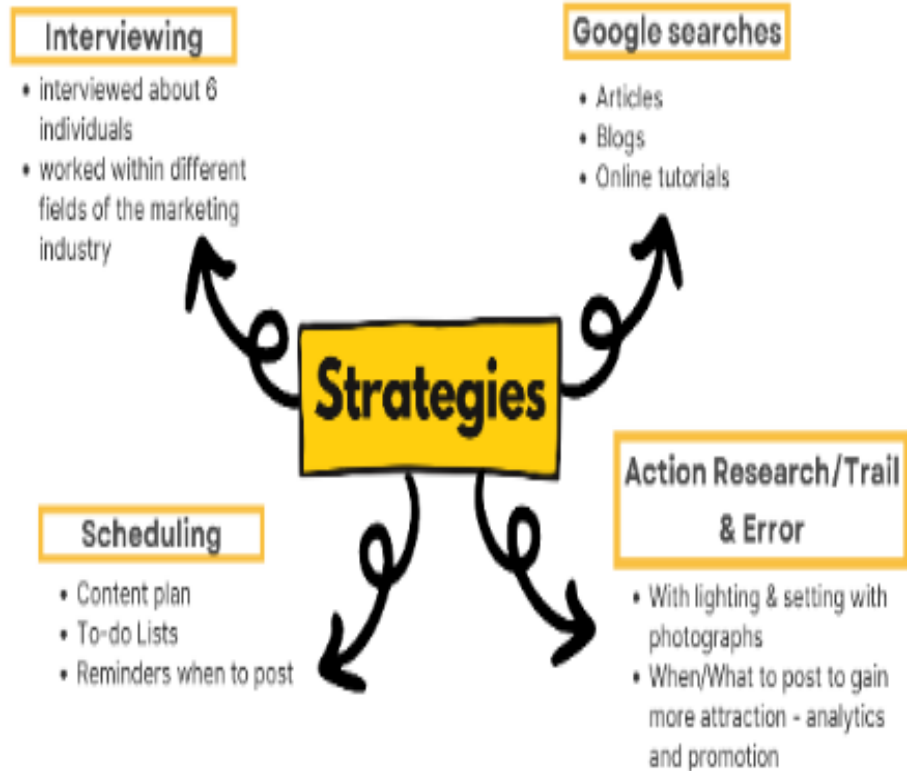 Interviewing
• interviewed about 6
individuals
• worked within different
fields of the marketing
industry
Google searches
• Articles
• Blogs
• Online tutorials
Strategies
Scheduling
• Content plan
• To-do Lists
• Reminders when to post
Action Research/Trail
& Error
• With lighting & setting with
photographs
• When/What to post to gain
more attraction - analytics
and promotion